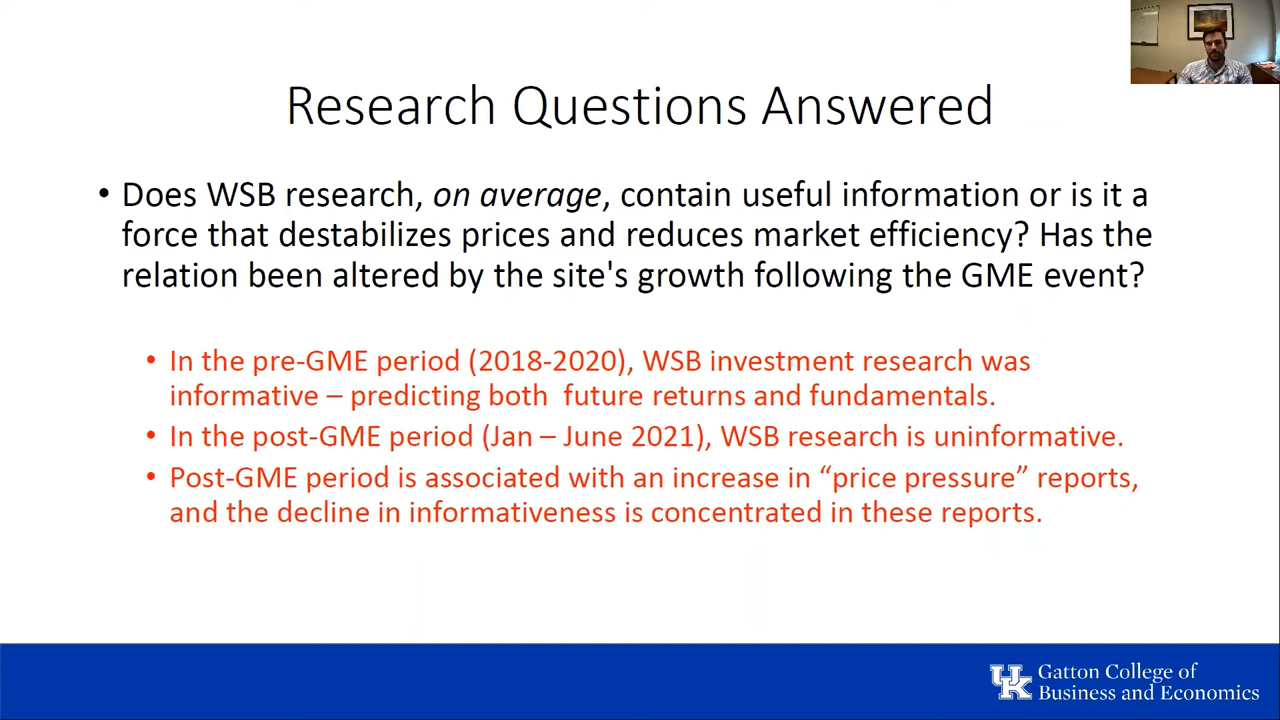 Research Questions Answered
• Does WSB research, on average, contain useful information or is it a
force that destabilizes prices and reduces market efficiency? Has the
relation been altered by the site's growth following the GME event?
• In the pre-GME period (2018-2020), WSB investment research was
informative – predicting both  future returns and fundamentals.
• In the post-GME period (Jan – June 2021), WSB research is uninformative.
• Post-GME period is associated with an increase in “price pressure” reports,
and the decline in informativeness is concentrated in these reports.
UK
Gatton College of
Business and Economics